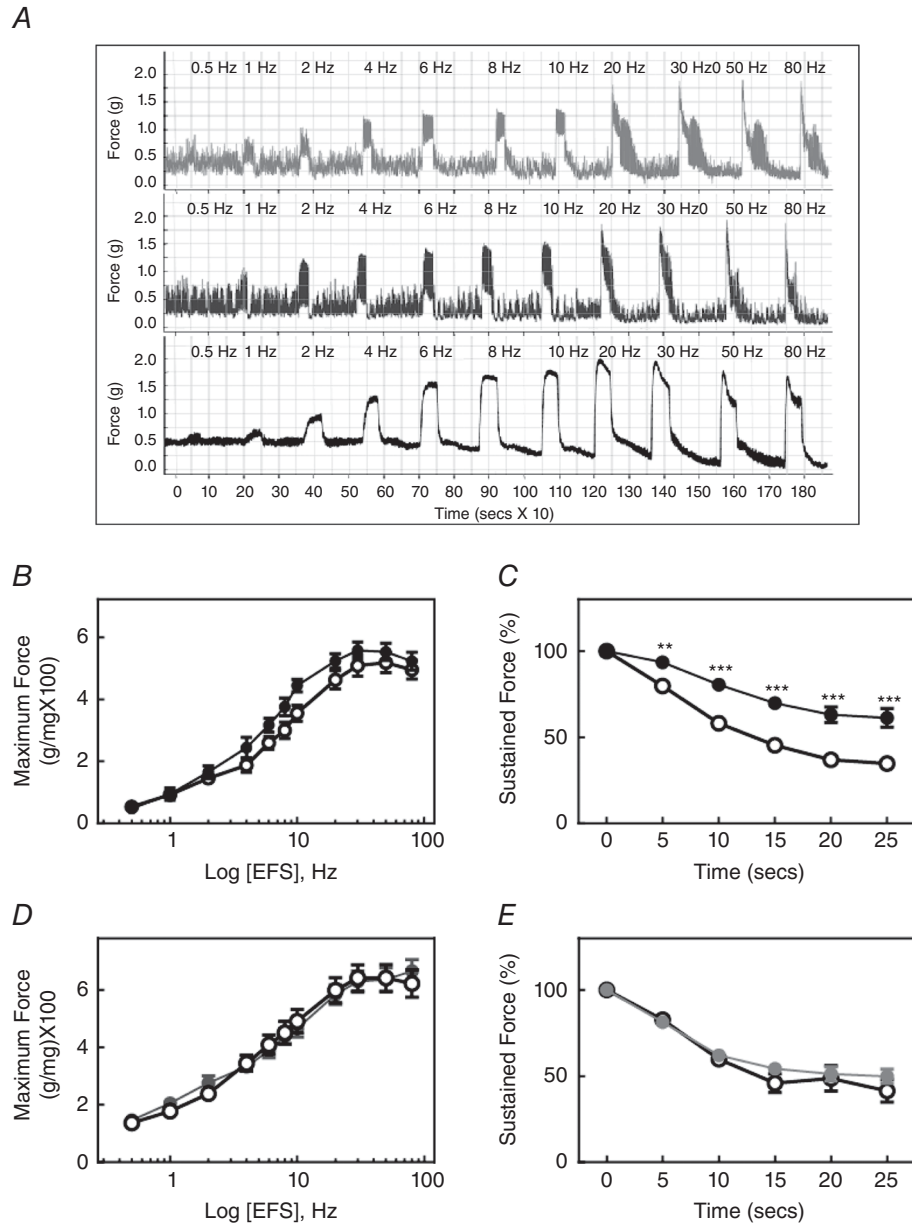 A
0.5 Hz 1 Hz 2 Hz 4 Hz 6 Hz 8 Hz 10 Hz 20 Hz 30 Hz0 50 Hz 80 Hz
2.0
1.5
1.0
0.5
0.0
Force (g)
0.5 Hz 1 Hz 2 Hz 4 Hz 6 Hz 8 Hz 10 Hz 20 Hz 30 Hz0 50 Hz 80 Hz
2.0
1.5
1.0
0.5
0.0
Force (g)
0.5 Hz 1 Hz 2 Hz 4 Hz 6 Hz 8 Hz 10 Hz 20 Hz 30 Hz 50 Hz 80 Hz
2.0
1.5
1.0
0.5
0.0
Force (g)
0 10 20 30 40 50 60 70 80 90 100 110 120 130 140 150 160 170 180
Time (secs X 10)
B
Maximum Force
(g/mgX100)
6
4
2
0
1 10 100
Log [EFS], Hz
C
Sustained Force (%)
100
50
0
** *** *** *** ***
0 5 10 15 20 25
Time (secs)
D
Maximum Force
(g/mg)X100
6
4
2
0
1 10 100
Log [EFS], Hz
E
Sustained Force (%)
100
50
0
0 5 10 15 20 25
Time (secs)